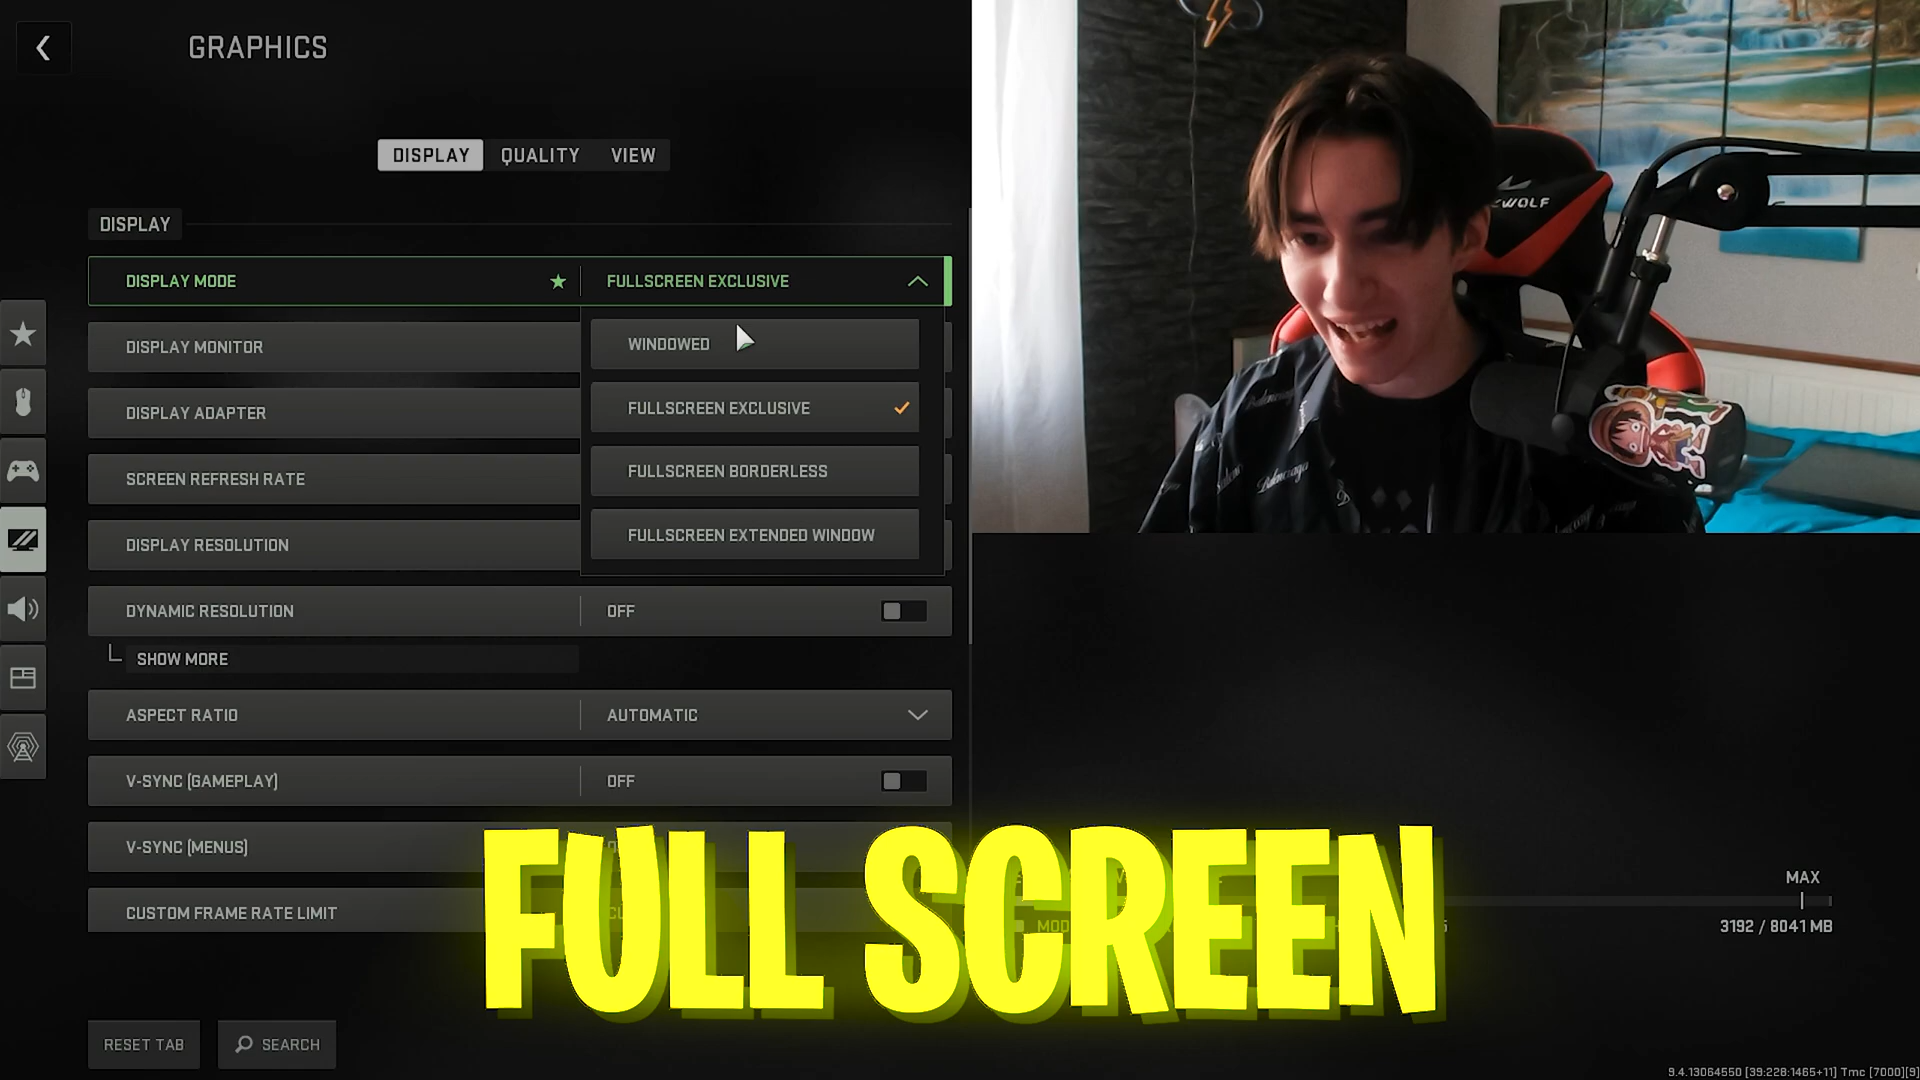 GRAPHICS
DISPLAY QUALITY VIEW
DISPLAY
DISPLAY MODE FULLSCREEN EXCLUSIVE
WINDOWED
DISPLAY MONITOR
FULLSCREEN EXCLUSIVE
DISPLAY ADAPTER
FULLSCREEN BORDERLESS
SCREEN REFRESH RATE
FULLSCREEN EXTENDED WINDOW
DISPLAY RESOLUTION
DYNAMIC RESOLUTION OFF
SHOW MORE
ASPECT RATIO AUTOMATIC
V-SYNC (GAMEPLAY) OFF
V-SYNC (MENUS)
CUSTOM FRAME RATE LIMIT
FULL SCREEN
MAX
3192 / 8041 MB
RESET TAB SEARCH
9.4.13064550 [39:228:1465+11] Tmc [7000][9]
Balenciaga